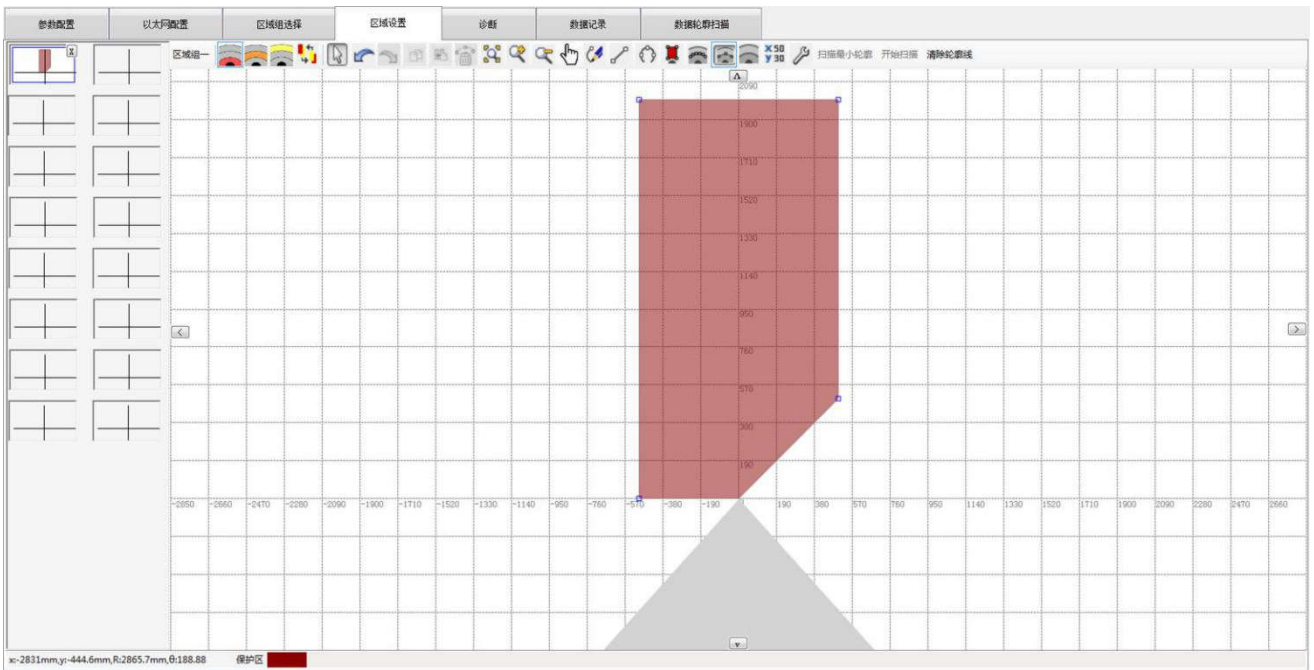 参数配置 以太网配置 区域组选择 区域设置 诊断 数据记录 数据轮廓扫描
X
区域组一 X 50 Y 30 扫描最小轮廓 开始扫描 清除轮廓线
Λ
2090
1900
1710
1520
1330
1140
950
<
>
760
570
380
190
-2850 -2660 -2470 -2280 -2090 -1900 -1710 -1520 -1330 -1140 -950 -760 -570 -380 -190 190 380 570 760 950 1140 1330 1520 1710 1900 2090 2280 2470 2660
v
x:-2831mm,y:-444.6mm,R:2865.7mm,θ:188.88 保护区